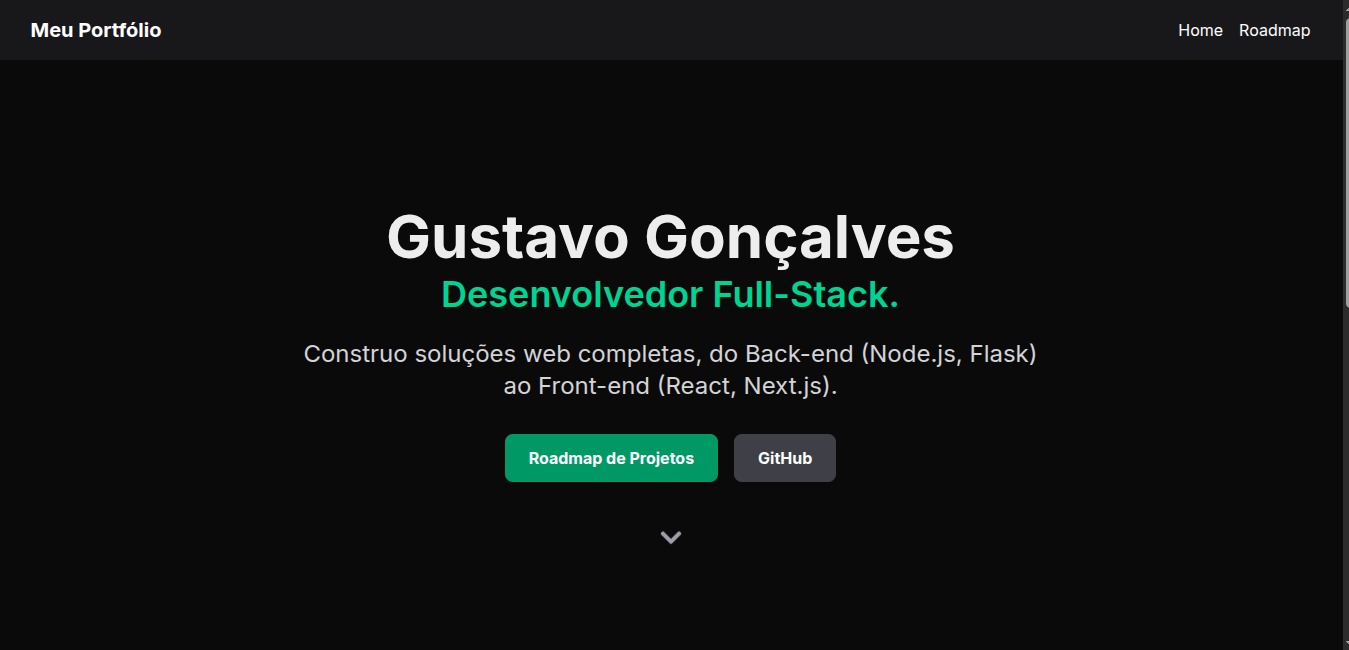 Meu Portfólio
Home Roadmap
Gustavo Gonçalves
Desenvolvedor Full-Stack.
Construo soluções web completas, do Back-end (Node.js, Flask)
ao Front-end (React, Next.js).
Roadmap de Projetos
GitHub